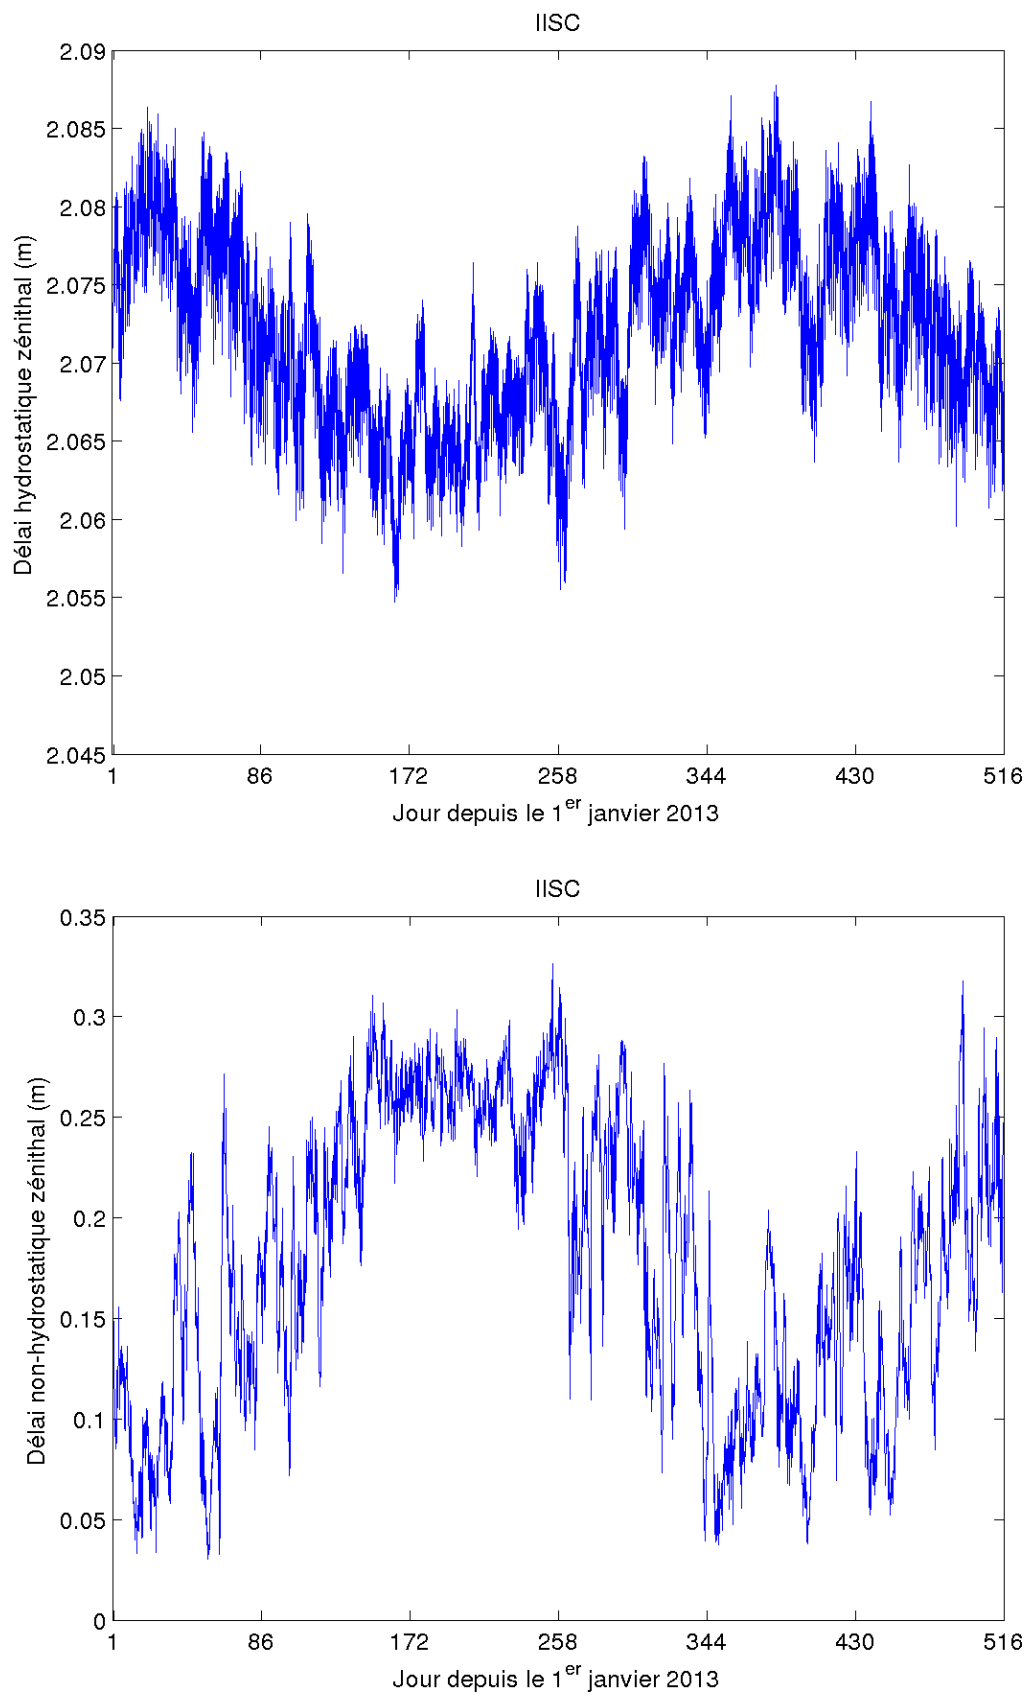 IISC
2.09
2.085
2.08
2.075
2.07
2.065
2.06
2.055
2.05
2.045
Délai hydrostatique zénithal (m)
1 86 172 258 344 430 516
Jour depuis le 1er janvier 2013
IISC
0.35
0.3
0.25
0.2
0.15
0.1
0.05
0
Délai non-hydrostatique zénithal (m)
1 86 172 258 344 430 516
Jour depuis le 1er janvier 2013